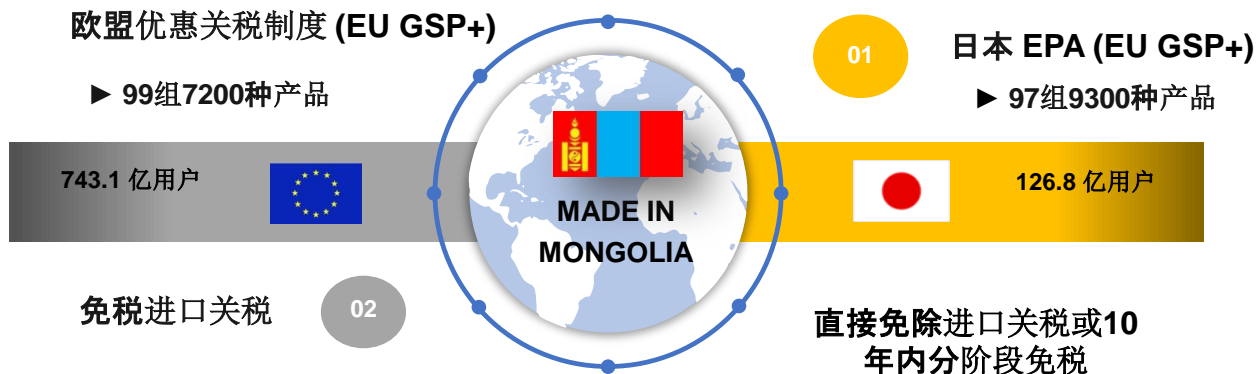 欧盟优惠关税制度 (EU GSP+)
► 99组7200种产品
743.1 亿用户
免税进口关税
02
MADE IN
MONGOLIA
01
日本 EPA (EU GSP+)
► 97组9300种产品
126.8 亿用户
直接免除进口关税或10
年内分阶段免税